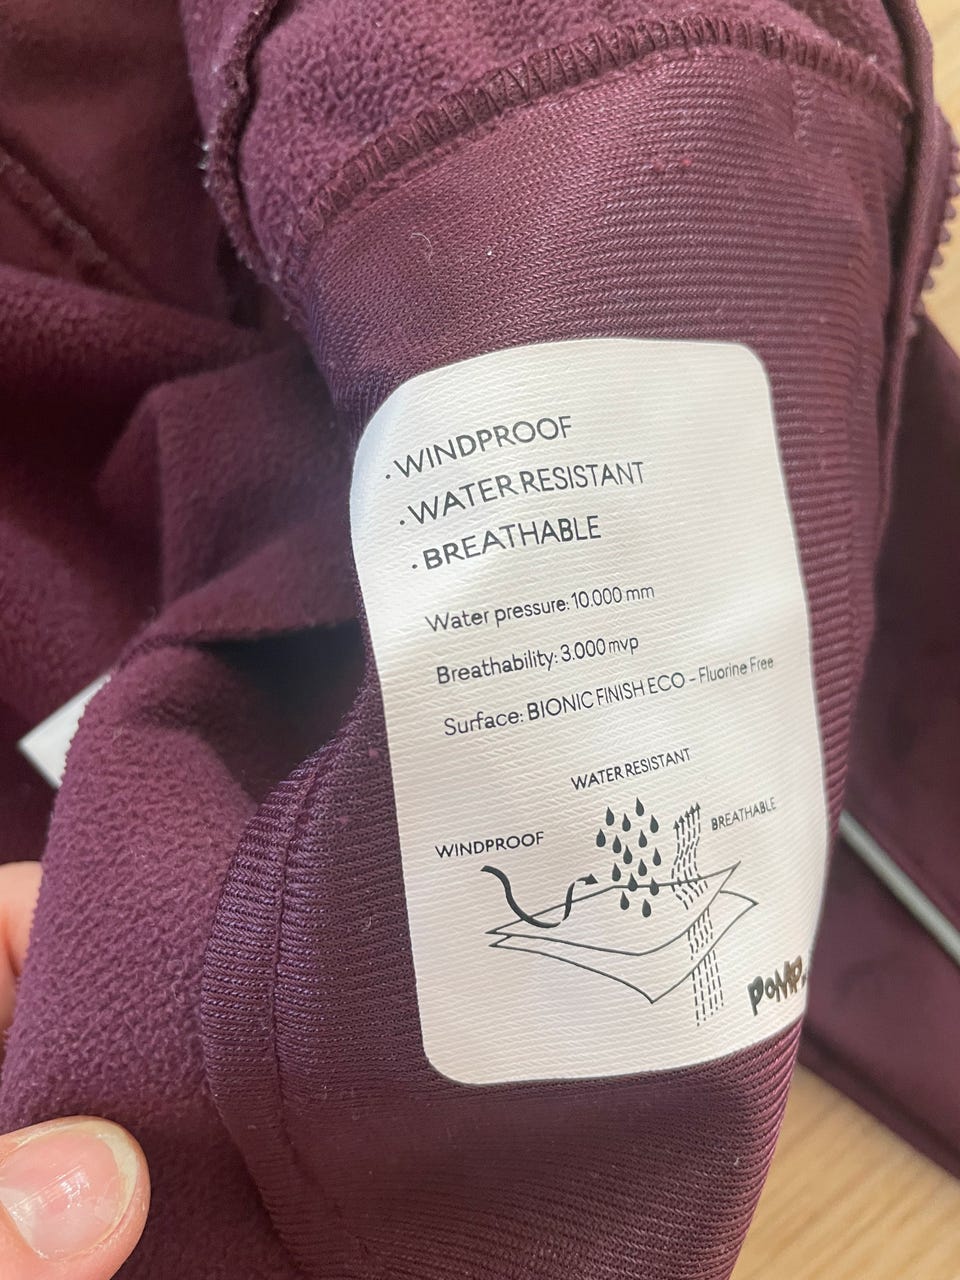 · WINDPROOF
· WATER RESISTANT
· BREATHABLE
Water pressure: 10.000 mm
Breathability: 3.000 mvp
Surface: BIONIC FINISH ECO - Fluorine Free
WATER RESISTANT
BREATHABLE
WINDPROOF
POMP.